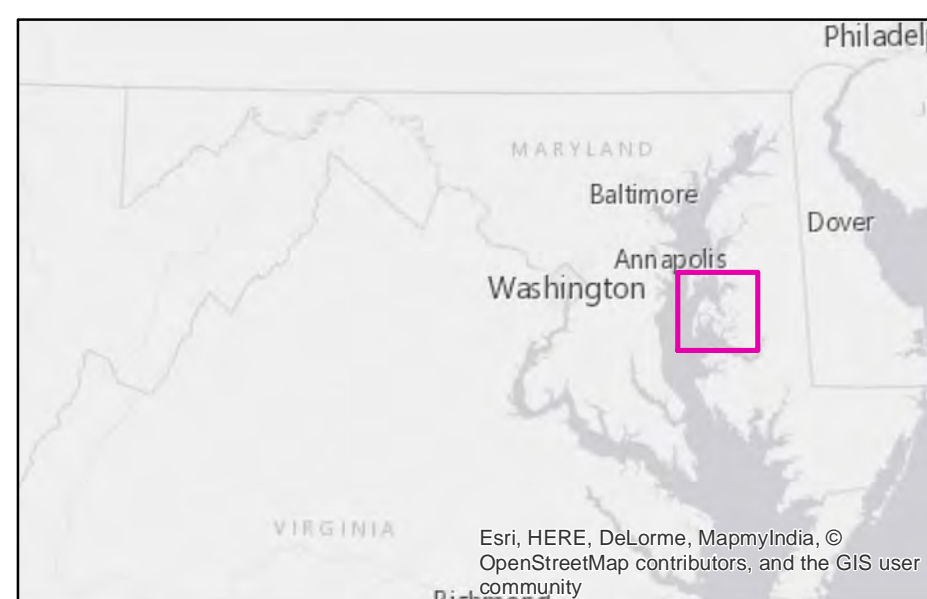 Philadel
MARYLAND
Baltimore
Dover
Annapolis
Washington
VIRGINIA
Esri, HERE, DeLorme, MapmyIndia, ©
OpenStreetMap contributors, and the GIS user
community